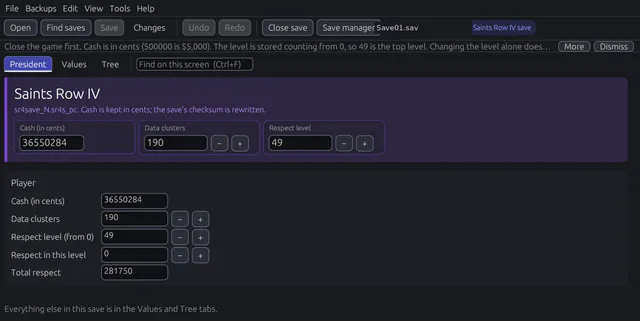 File Backups Edit View Tools Help
Open Find saves Save Changes Undo Redo Close save Save manager Save01.sav Saints Row IV save
Close the game first. Cash is in cents (500000 is $5,000). The level is stored counting from 0, so 49 is the top level. Changing the level alone does... More Dismiss
President Values Tree Find on this screen (Ctrl+F)
Saints Row IV
sr4save_N.sr4s_pc. Cash is kept in cents; the save's checksum is rewritten.
Cash (in cents) Data clusters Respect level
36550284 190 − + 49 − +
Player
Cash (in cents) 36550284
Data clusters 190 − +
Respect level (from 0) 49 − +
Respect in this level 0 − +
Total respect 281750
Everything else in this save is in the Values and Tree tabs.